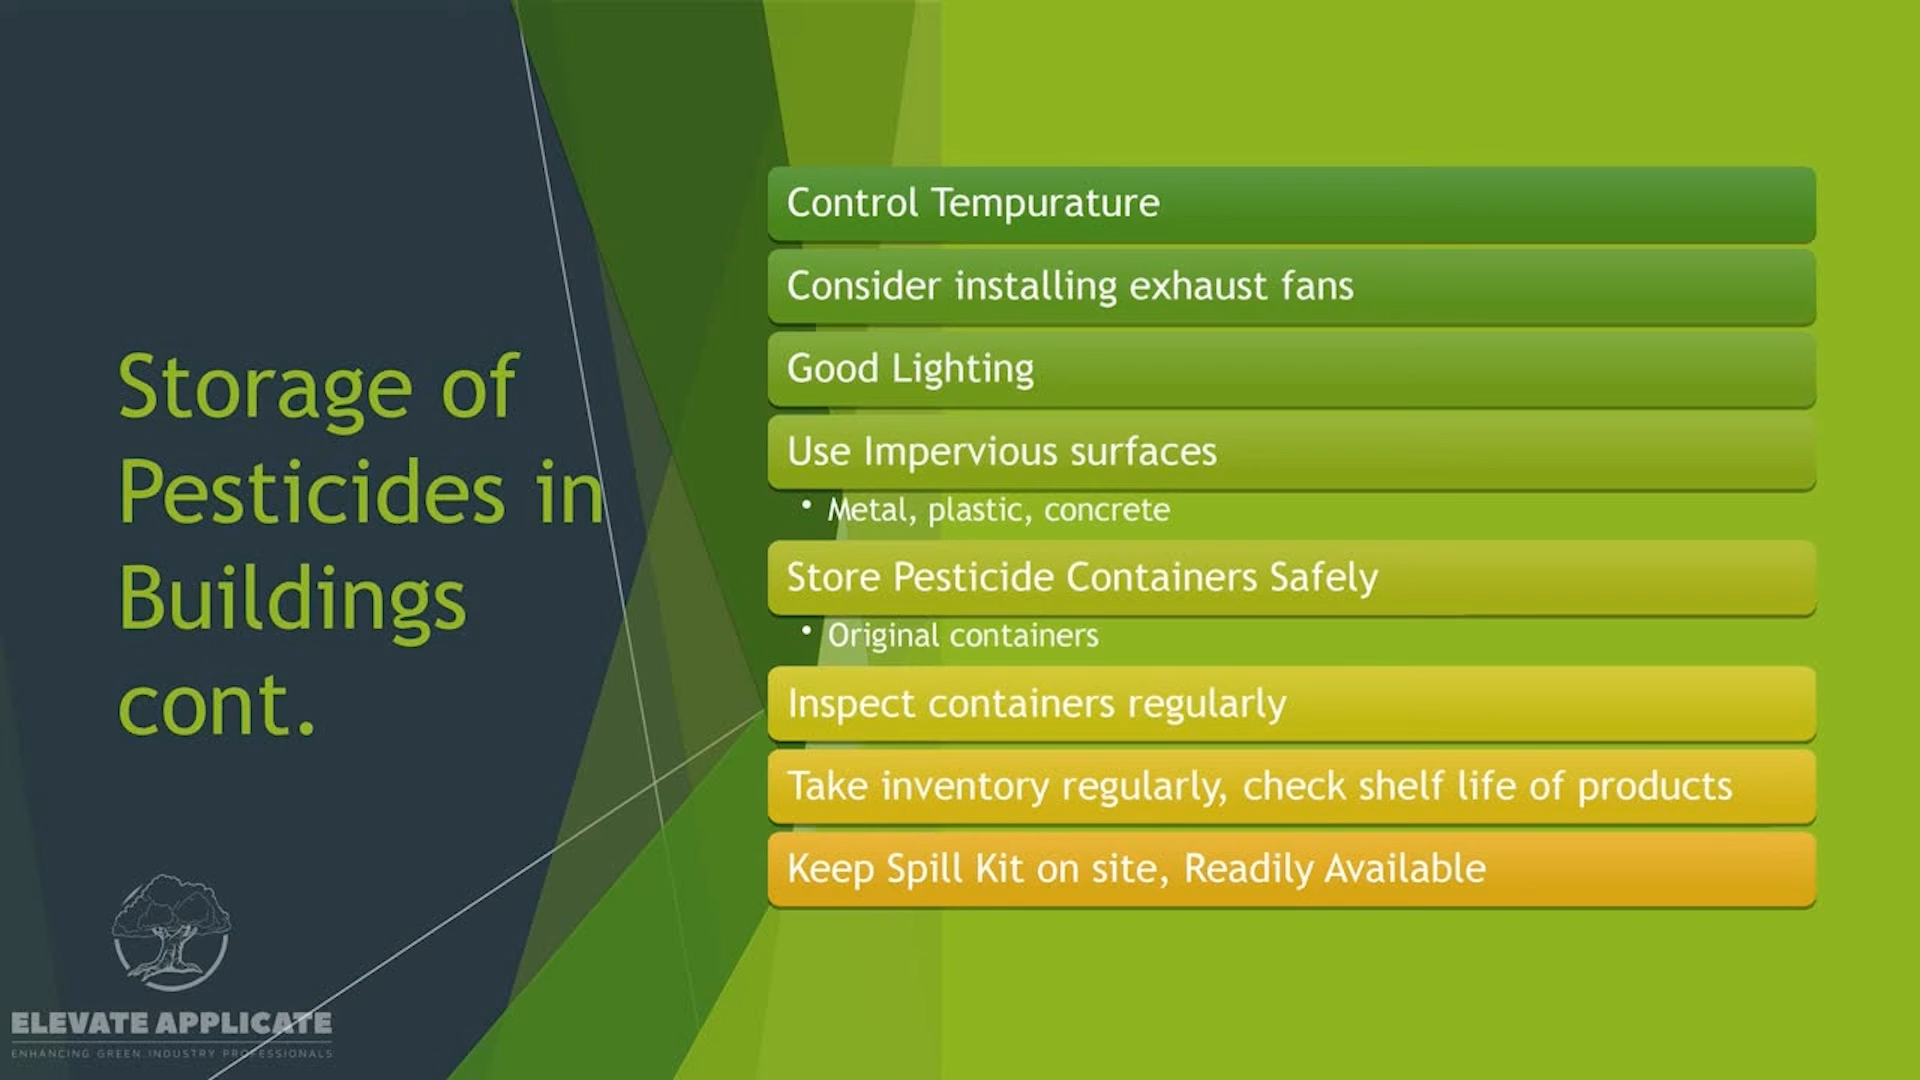 Storage of
Pesticides in
Buildings
cont.
Control Tempurature
Consider installing exhaust fans
Good Lighting
Use Impervious surfaces
• Metal, plastic, concrete
Store Pesticide Containers Safely
• Original containers
Inspect containers regularly
Take inventory regularly, check shelf life of products
Keep Spill Kit on site, Readily Available
ELEVATE APPLICATE
ENHANCING GREEN INDUSTRY PROFESSIONALS